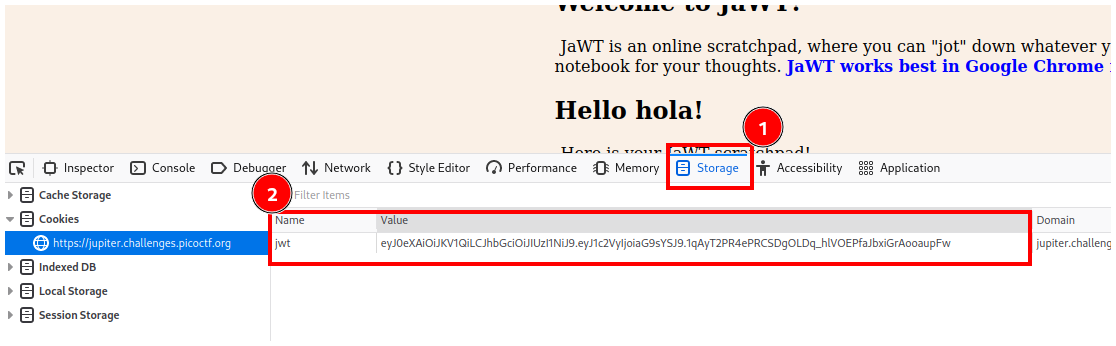 Welcome to JaWT!
JaWT is an online scratchpad, where you can "jot" down whatever y
notebook for your thoughts. JaWT works best in Google Chrome
Hello hola!
Here is your JaWT scratchpad!
1
Inspector Console Debugger Network Style Editor Performance Memory Storage Accessibility Application
Cache Storage
2
Filter Items
Cookies
Name Value Domain
https://jupiter.challenges.picoctf.org
jwt eyJ0eXAiOiJKV1QiLCJhbGciOiJIUzI1NiJ9.eyJ1c2VyIjoiaG9sYSJ9.1qAyT2PR4ePRCSDgOLDq_hlVOEPfaJbxiGrAooaupFw jupiter.challeng
Indexed DB
Local Storage
Session Storage